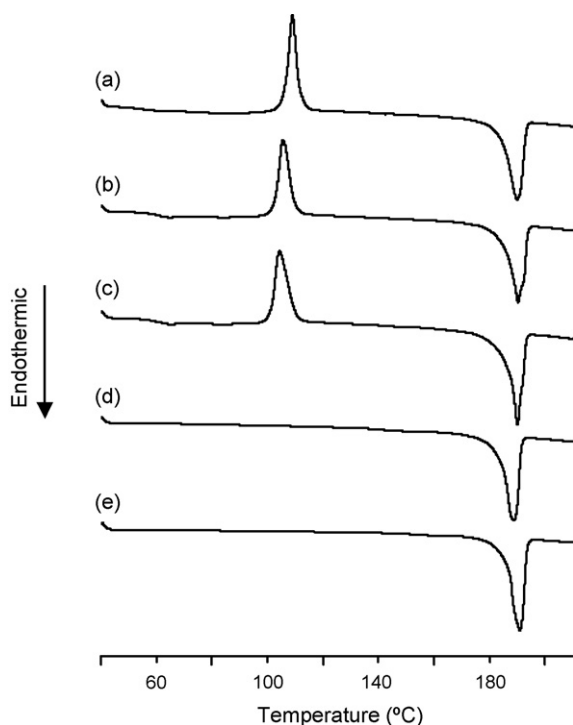 (a)
(b)
(c)
(d)
(e)
Endothermic
60 100 140 180
Temperature (ºC)